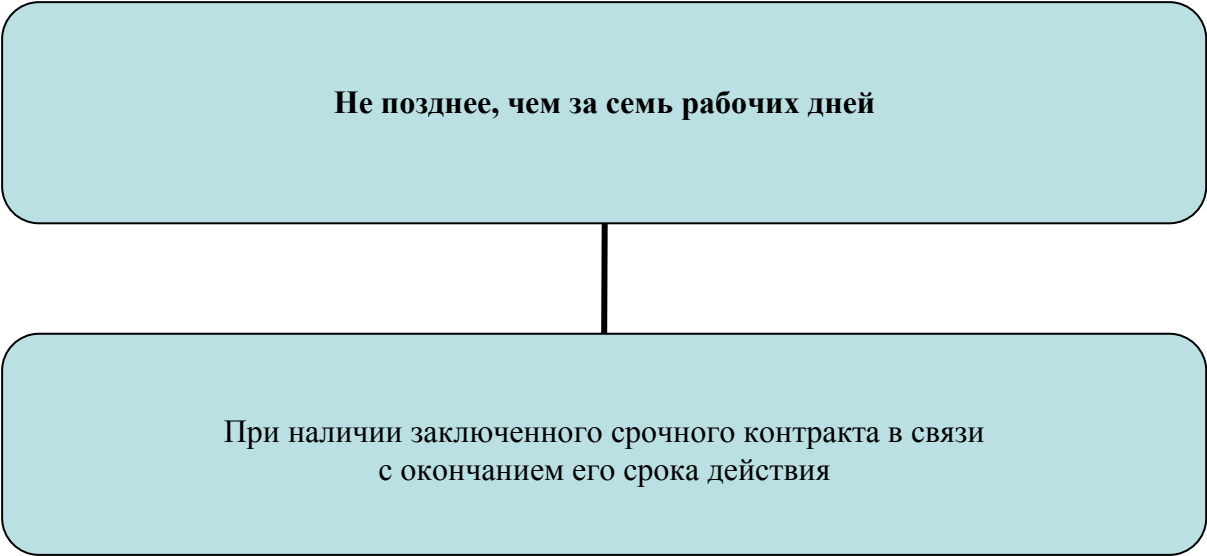 Не позднее, чем за семь рабочих дней
При наличии заключенного срочного контракта в связи
с окончанием его срока действия